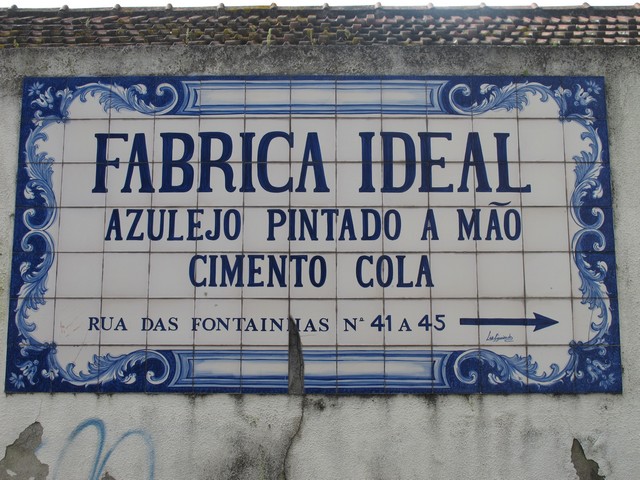 FABRICA IDEAL
AZULEJO PINTADO A MÃO
CIMENTO COLA
RUA DAS FONTAINHAS Nº 41 A 45